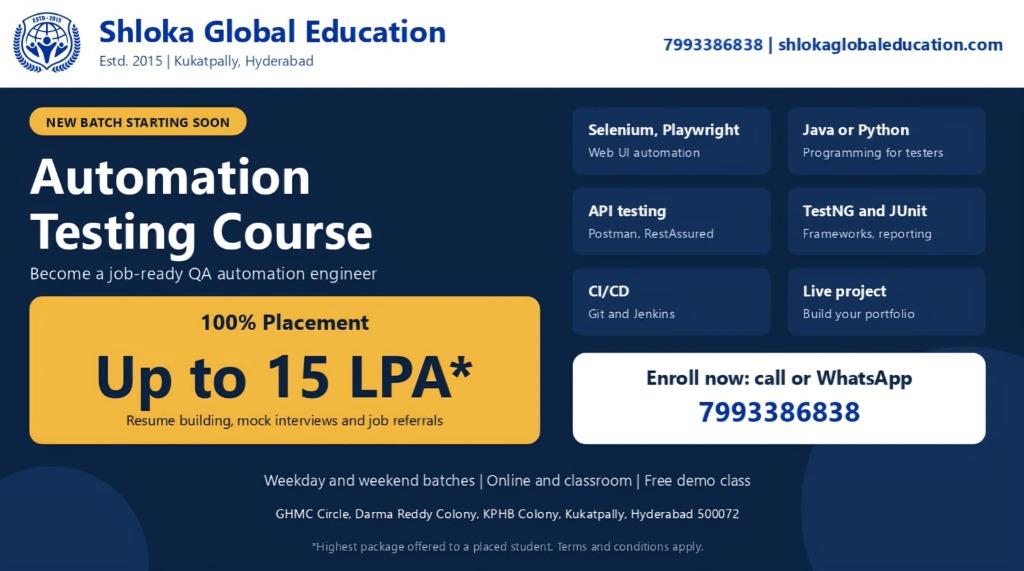 ESTD - 2015
Shloka Global Education
Estd. 2015 | Kukatpally, Hyderabad
7993386838 | shlokaglobaleducation.com
NEW BATCH STARTING SOON
Automation
Testing Course
Become a job-ready QA automation engineer
100% Placement
Up to 15 LPA*
Resume building, mock interviews and job referrals
Selenium, Playwright
Web UI automation
Java or Python
Programming for testers
API testing
Postman, RestAssured
TestNG and JUnit
Frameworks, reporting
CI/CD
Git and Jenkins
Live project
Build your portfolio
Enroll now: call or WhatsApp
7993386838
Weekday and weekend batches | Online and classroom | Free demo class
GHMC Circle, Darma Reddy Colony, KPHB Colony, Kukatpally, Hyderabad 500072
*Highest package offered to a placed student. Terms and conditions apply.